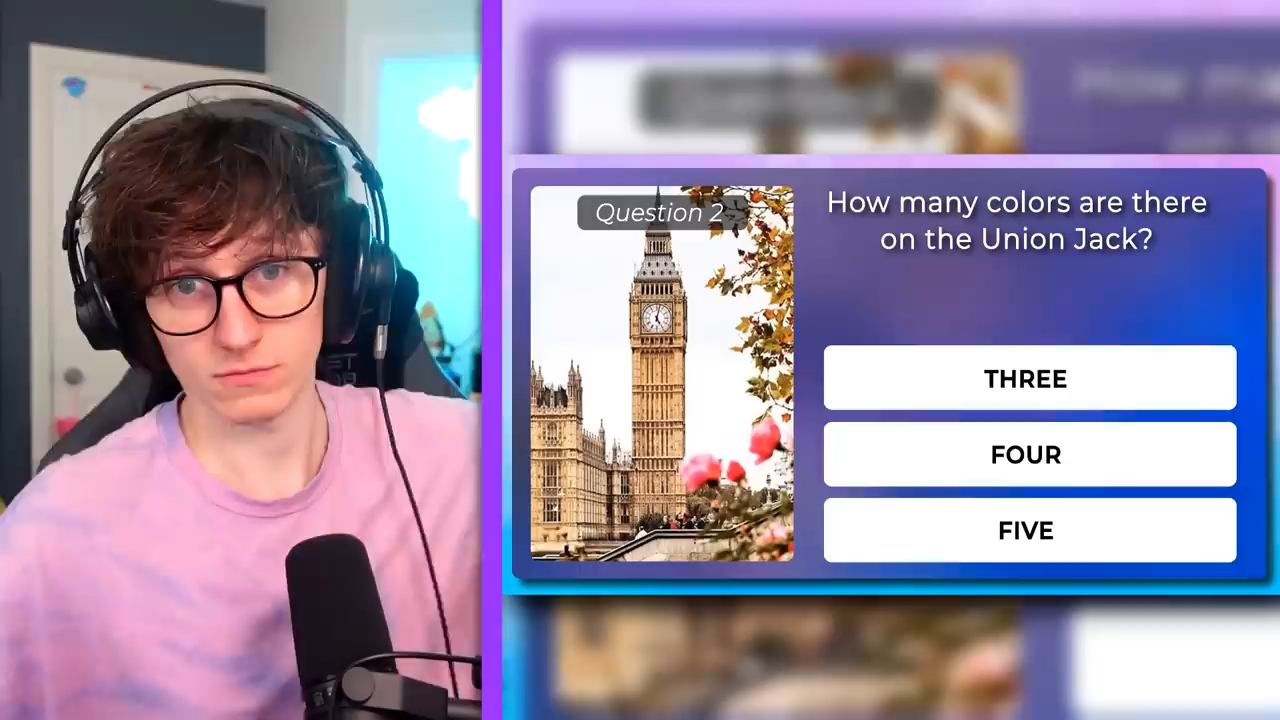 Question 2
How many colors are there
on the Union Jack?
THREE
FOUR
FIVE